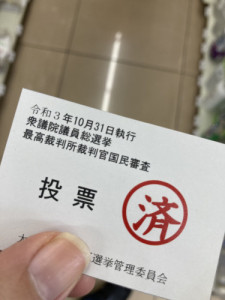 令和3年10月31日執行
衆議院議員総選挙
最高裁判所裁判官国民審査
投票
済
選挙管理委員会